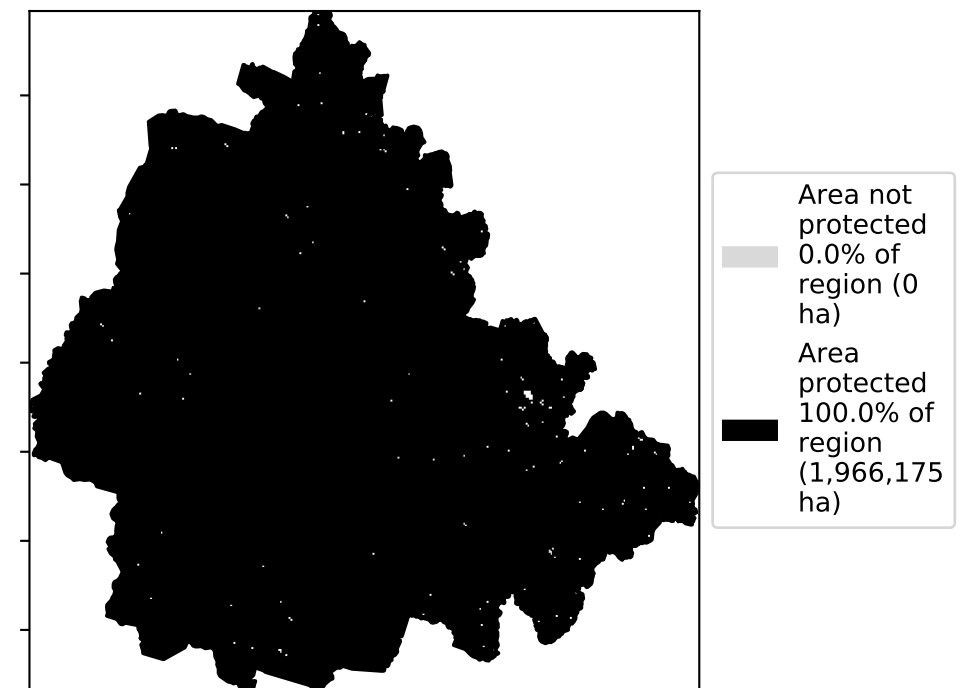 Area not
protected
0.0% of
region (0
ha)
Area
protected
100.0% of
region
(1,966,175
ha)